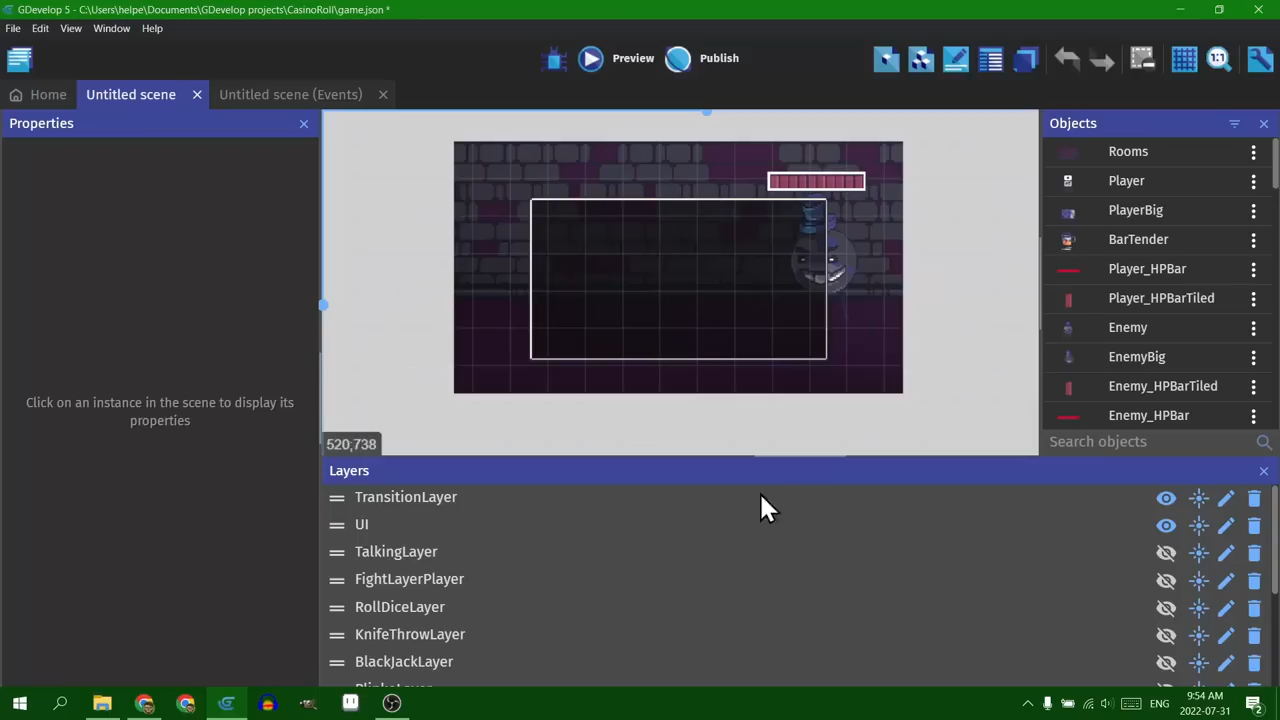 GDevelop 5 - C:\Users\helpe\Documents\GDevelop projects\CasinoRoll\game.json *
File Edit View Window Help
Preview Publish
Home Untitled scene Untitled scene (Events)
Properties
Click on an instance in the scene to display its
properties
520;738
Objects
Rooms
Player
PlayerBig
BarTender
Player_HPBar
Player_HPBarTiled
Enemy
EnemyBig
Enemy_HPBarTiled
Enemy_HPBar
Search objects
Layers
TransitionLayer
UI
TalkingLayer
FightLayerPlayer
RollDiceLayer
KnifeThrowLayer
BlackJackLayer
ENG
9:54 AM
2022-07-31
2